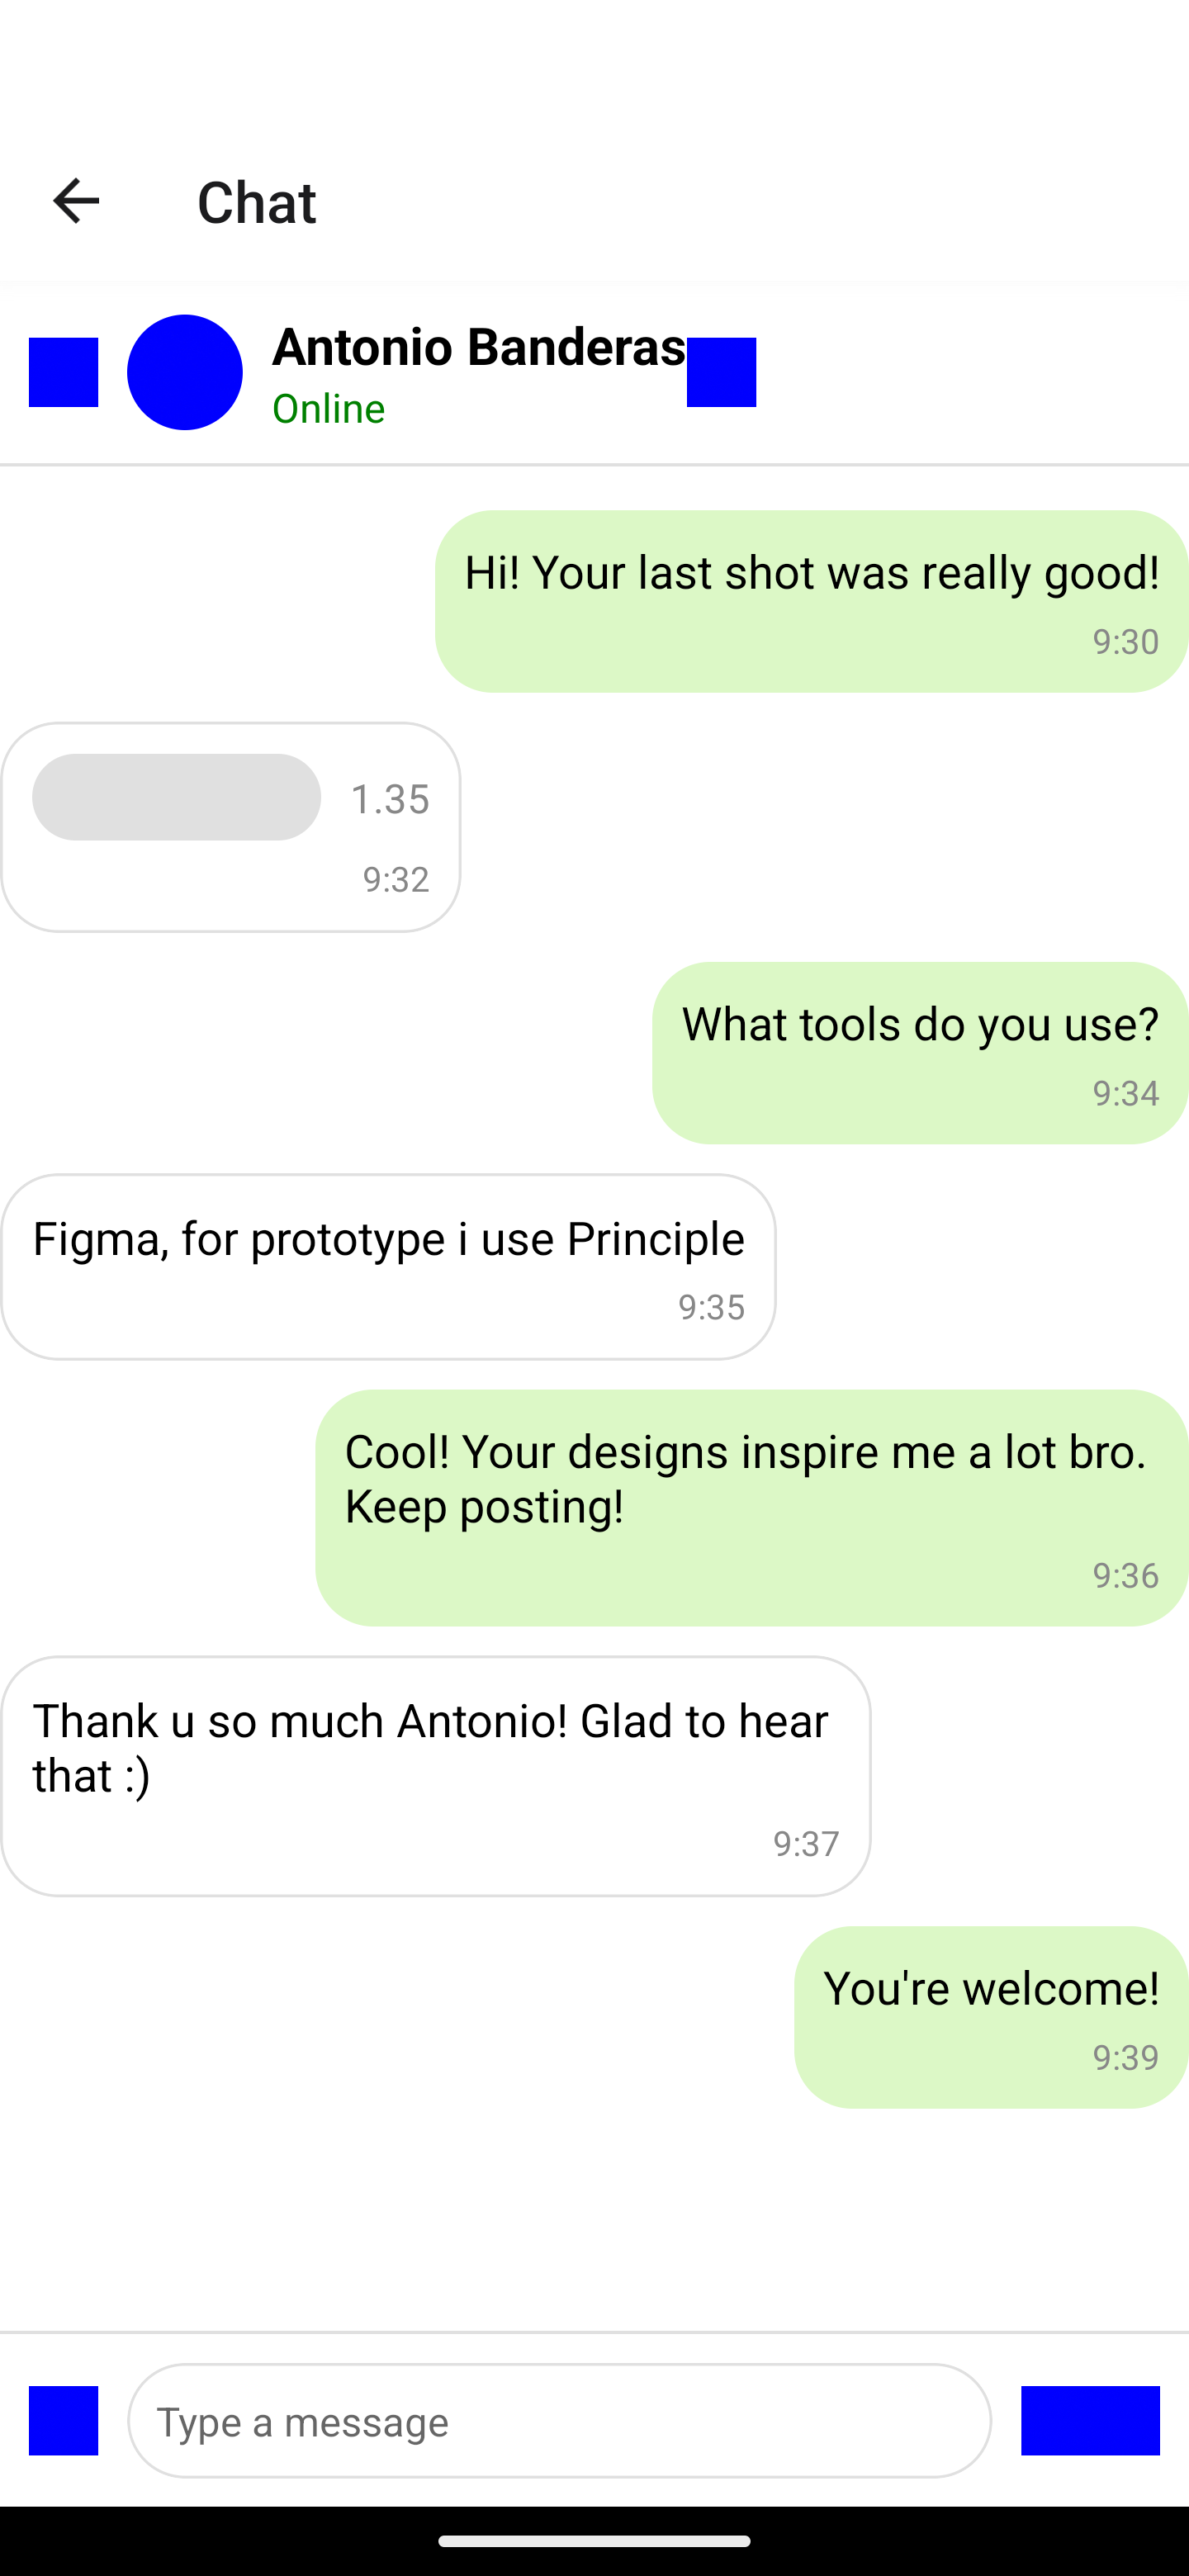 Chat
Antonio Banderas
Online
Hi! Your last shot was really good!
9:30
1.35
9:32
What tools do you use?
9:34
Figma, for prototype i use Principle
9:35
Cool! Your designs inspire me a lot bro.
Keep posting!
9:36
Thank u so much Antonio! Glad to hear
that :)
9:37
You're welcome!
9:39
Type a message